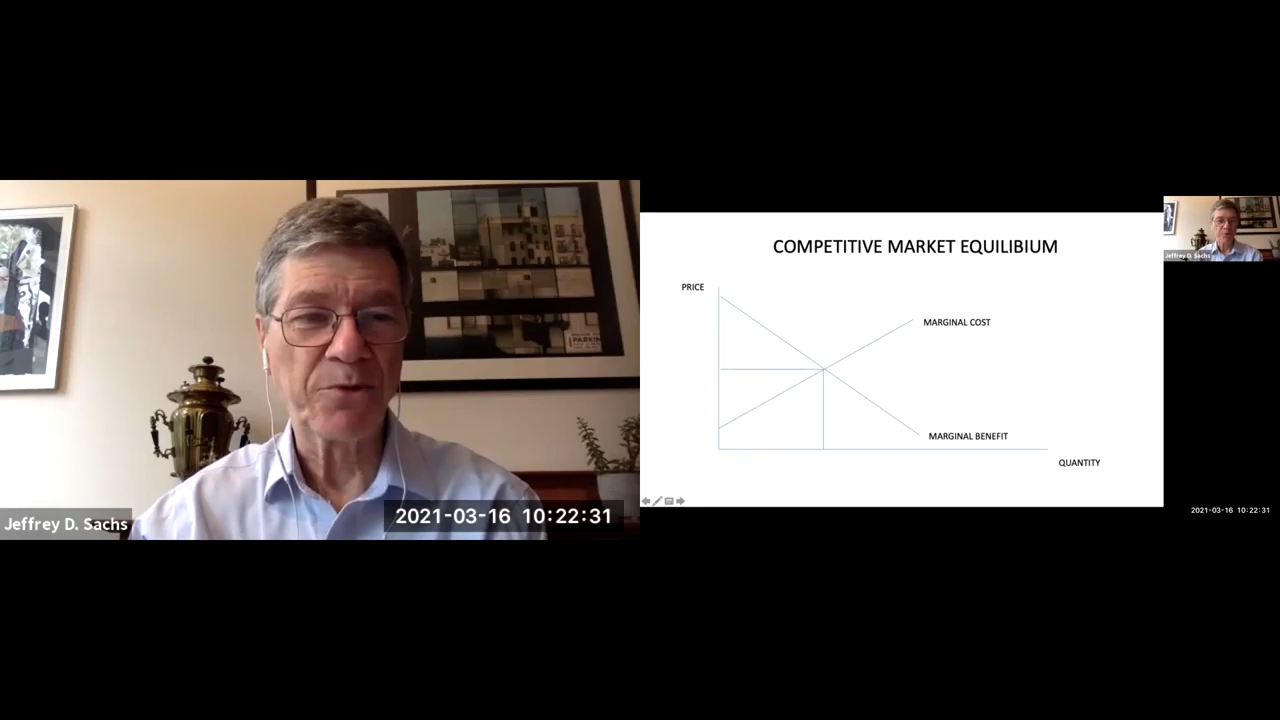 PARKIN
Jeffrey D. Sachs
2021-03-16 10:22:31
COMPETITIVE MARKET EQUILIBIUM
PRICE
MARGINAL COST
MARGINAL BENEFIT
QUANTITY
Jeffrey D. Sachs
2021-03-16 10:22:31